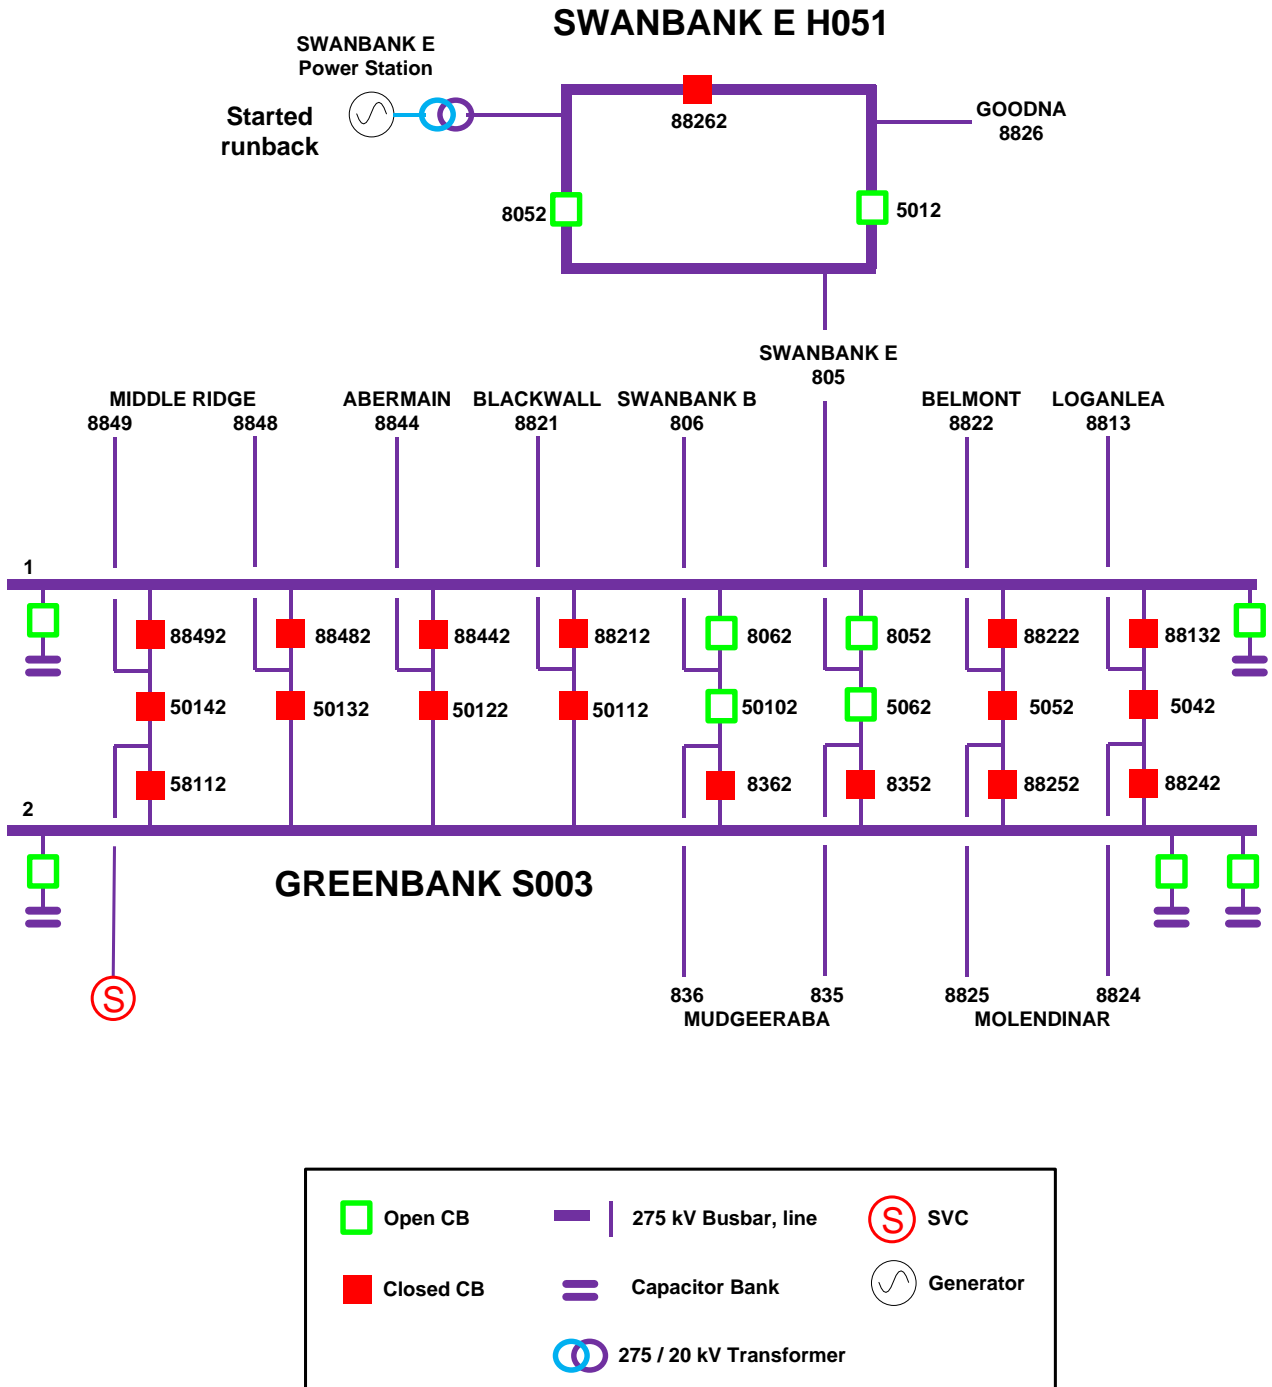 SWANBANK E H051
SWANBANK E
Power Station
Started
runback
88262
GOODNA
8826
8052
5012
SWANBANK E
805
MIDDLE RIDGE
8849
8848
ABERMAIN
8844
BLACKWALL
8821
SWANBANK B
806
BELMONT
8822
LOGANLEA
8813
1
88492
88482
88442
88212
8062
8052
88222
88132
50142
50132
50122
50112
50102
5062
5052
5042
58112
8362
8352
88252
88242
2
GREENBANK S003
S
836
835
MUDGEERABA
8825
8824
MOLENDINAR
Open CB
275 kV Busbar, line
S
SVC
Closed CB
Capacitor Bank
Generator
275 / 20 kV Transformer